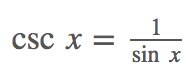 csc x = 1/sin x